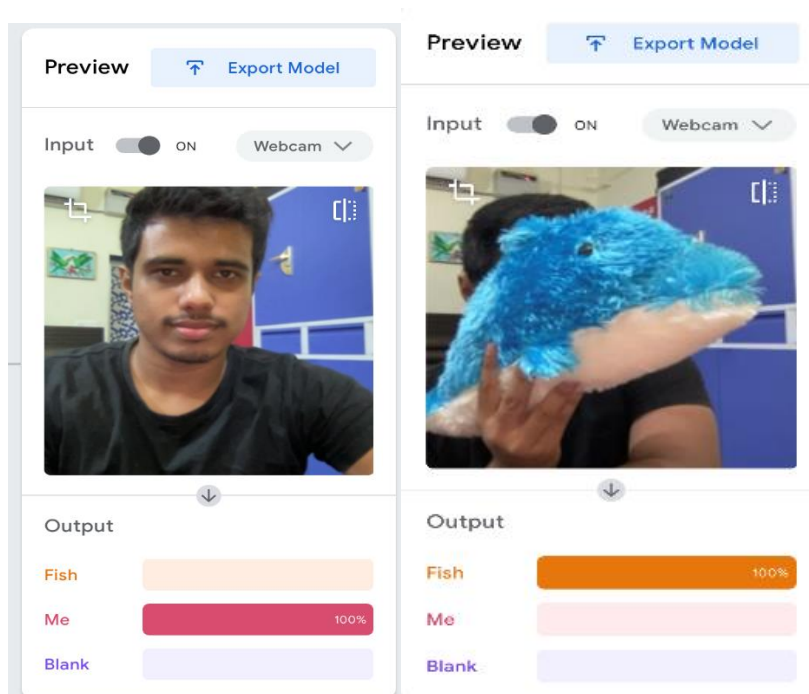 Preview
Export Model
Input ON Webcam
Output
Fish
Me 100%
Blank
Preview
Export Model
Input ON Webcam
Output
Fish 100%
Me
Blank